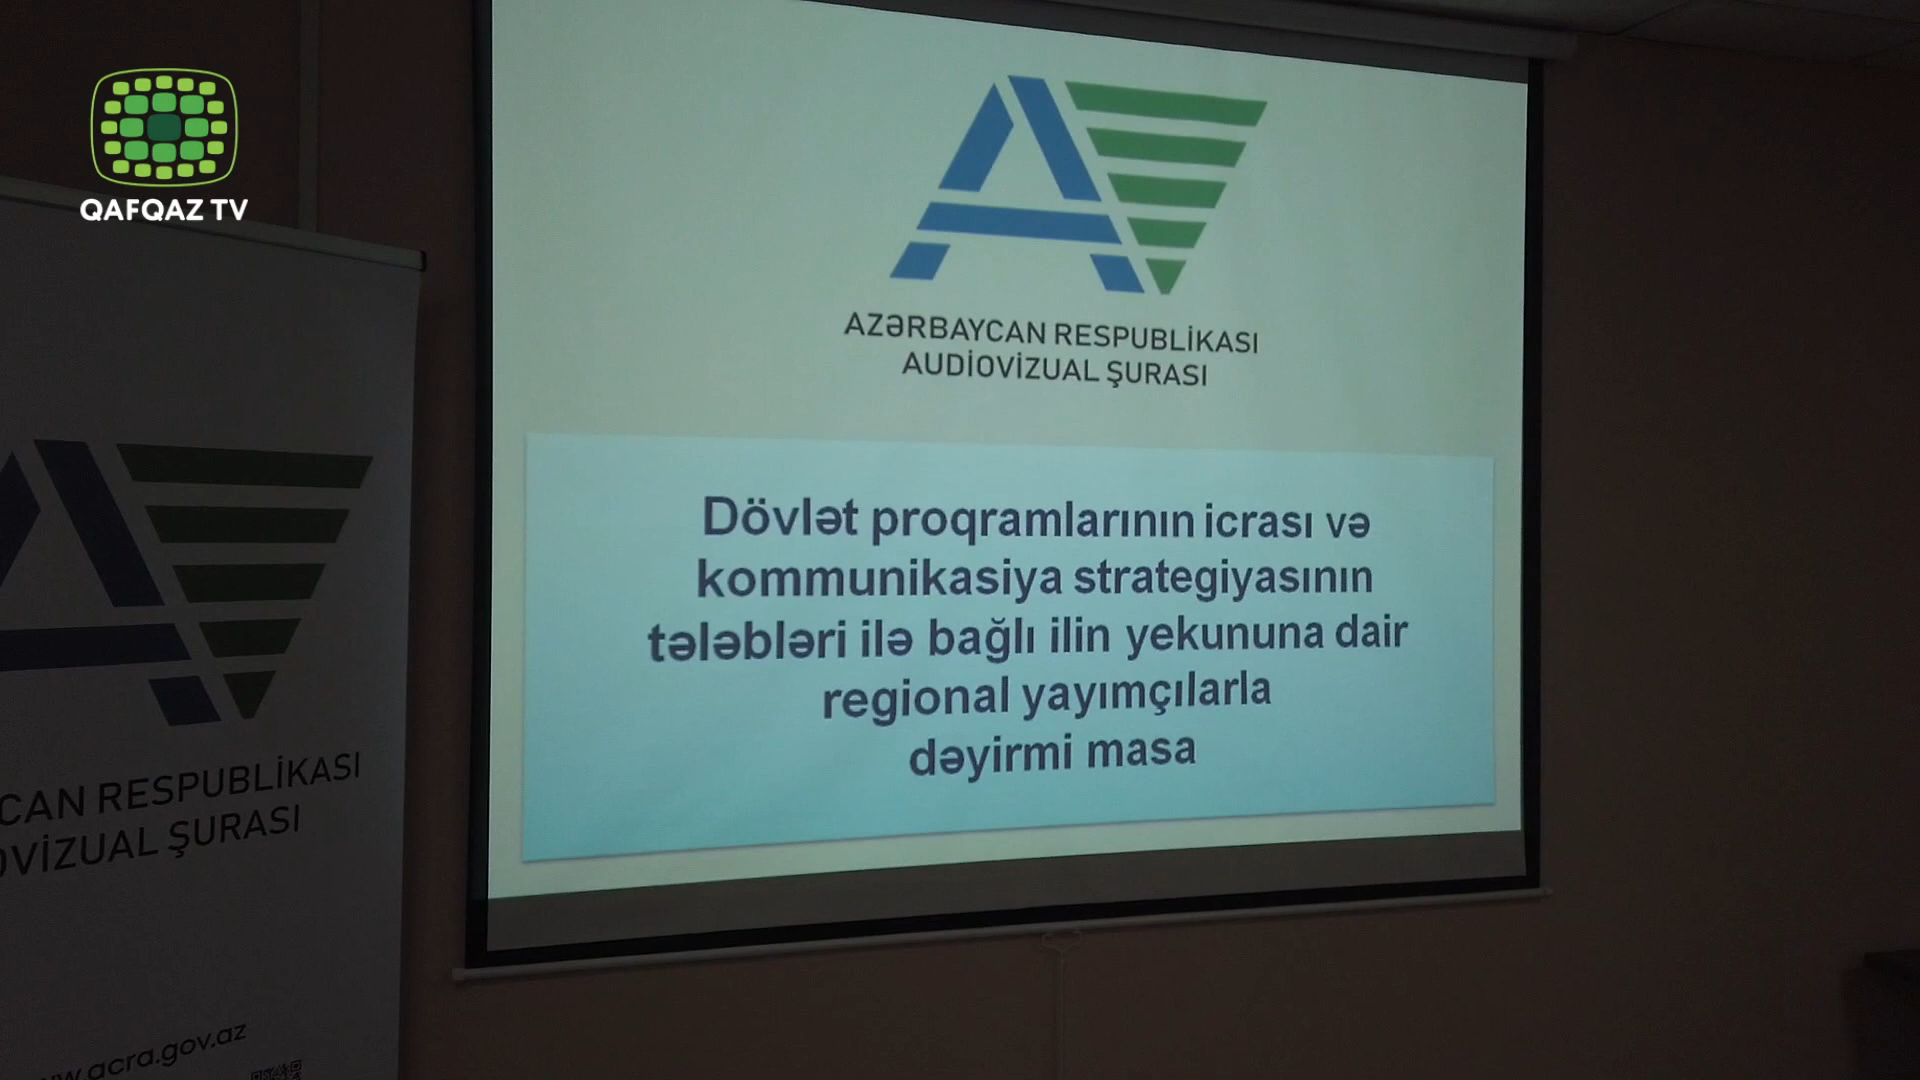 QAFQAZ TV
AZƏRBAYCAN RESPUBLİKASI
AUDİOVİZUAL ŞURASI
Dövlət proqramlarının icrası və
kommunikasiya strategiyasının
tələbləri ilə bağlı ilin yekununa dair
regional yayımçılarla
dəyirmi masa
CAN RESPUBLİKASI
OVİZUAL ŞURASI
w.acra.gov.az